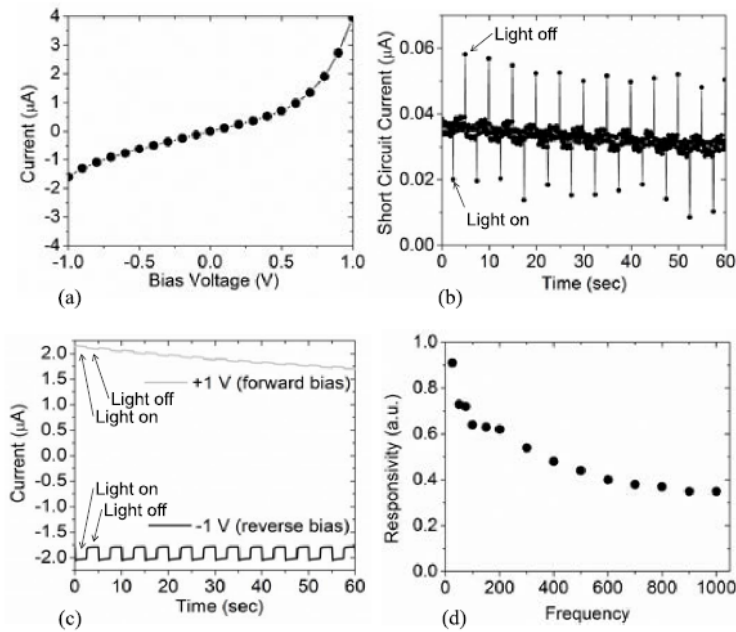 4
3
2
1
0
-1
-2
-3
4
Current (μA)
-1.0 -0.5 0.0 0.5 1.0
Bias Voltage (V)
(a)
Light off
0.06
0.04
0.02
0.00
Short Circuit Current (μA)
Light on
0 10 20 30 40 50 60
Time (sec)
(b)
2.0
1.5
1.0
0.5
0.0
-0.5
-1.0
-1.5
-2.0
Current (μA)
+1 V (forward bias)
Light off
Light on
Light on
Light off
-1 V (reverse bias)
0 10 20 30 40 50 60
Time (sec)
(c)
1.0
0.8
0.6
0.4
0.2
0.0
Responsivity (a.u.)
0 200 400 600 800 1000
Frequency
(d)